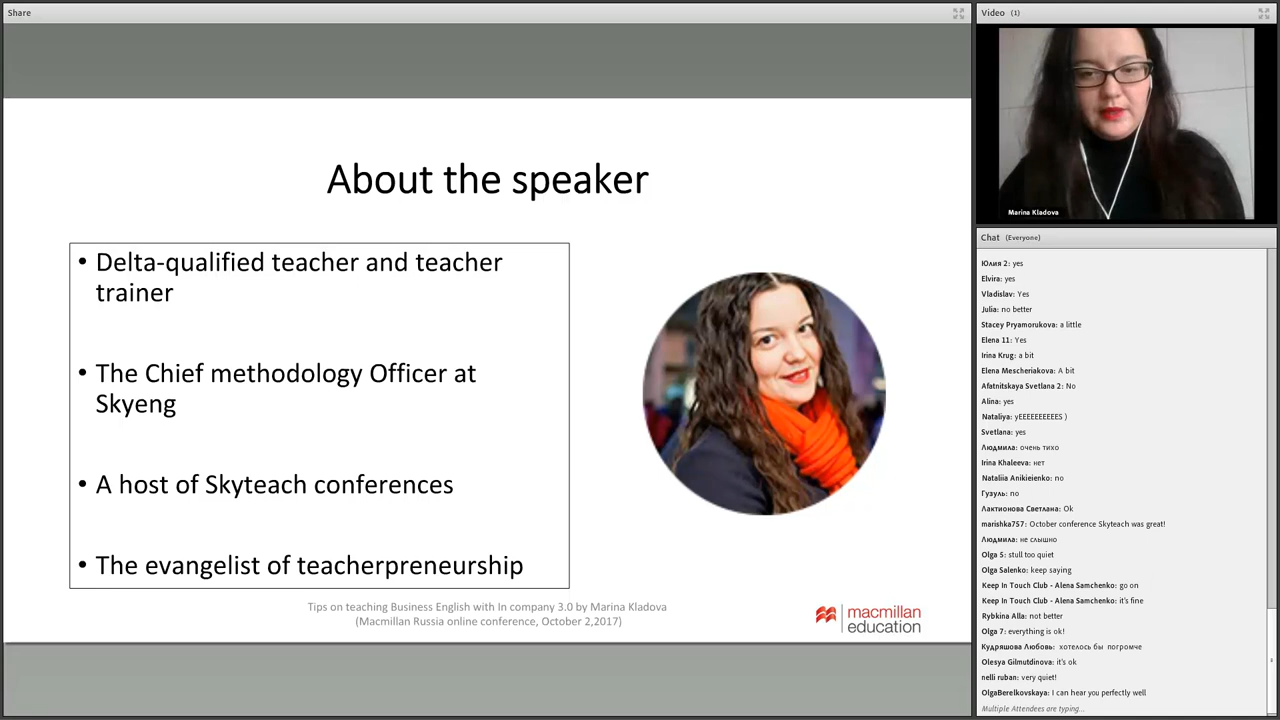 Share
About the speaker
• Delta-qualified teacher and teacher
trainer
• The Chief methodology Officer at
Skyeng
• A host of Skyteach conferences
• The evangelist of teacherpreneurship
Tips on teaching Business English with In company 3.0 by Marina Kladova
(Macmillan Russia online conference, October 2,2017)
macmillan
education
Video (1)
Marina Kladova
Chat (Everyone)
Юлия 2: yes
Elvira: yes
Vladislav: Yes
Julia: no better
Stacey Pryamorukova: a little
Elena 11: Yes
Irina Krug: a bit
Elena Mescheriakova: A bit
Afatnitskaya Svetlana 2: No
Alina: yes
Nataliya: yEEEEEEEEEES )
Svetlana: yes
Людмила: очень тихо
Irina Khaleeva: нет
Nataliia Anikieienko: no
Гузуль: no
Лактионова Светлана: Ok
marishka757: October conference Skyteach was great!
Людмила: не слышно
Olga S: stull too quiet
Olga Salenko: keep saying
Keep In Touch Club - Alena Samchenko: go on
Keep In Touch Club - Alena Samchenko: it's fine
Rybkina Alla: not better
Olga 7: everything is ok!
Кудряшова Любовь: хотелось бы погромче
Olesya Gilmutdinova: it's ok
nelli ruban: very quiet!
OlgaBerelkovskaya: I can hear you perfectly well
Multiple Attendees are typing...